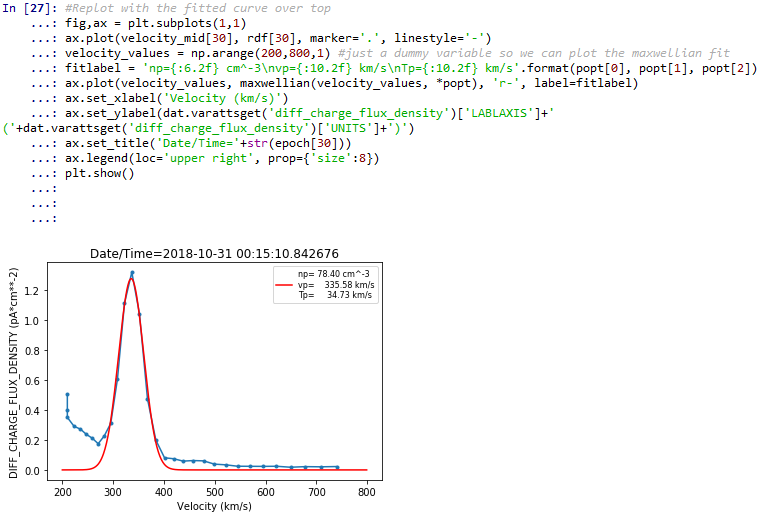 In [27]: #Replot with the fitted curve over top
...: fig,ax = plt.subplots(1,1)
...: ax.plot(velocity_mid[30], rdf[30], marker='.', linestyle='-')
...: velocity_values = np.arange(200,800,1) #just a dummy variable so we can plot the maxwellian fit
...: fitlabel = 'np={:6.2f} cm^-3\nvp={:10.2f} km/s\nTp={:10.2f} km/s'.format(popt[0], popt[1], popt[2])
...: ax.plot(velocity_values, maxwellian(velocity_values, *popt), 'r-', label=fitlabel)
...: ax.set_xlabel('Velocity (km/s)')
...: ax.set_ylabel(dat.varattsget('diff_charge_flux_density')['LABLAXIS']+'
('+dat.varattsget('diff_charge_flux_density')['UNITS']+')')
...: ax.set_title('Date/Time='+str(epoch[30]))
...: ax.legend(loc='upper right', prop={'size':8})
...: plt.show()
...:
...:
...:
Date/Time=2018-10-31 00:15:10.842676
np= 78.40 cm^-3
vp= 335.58 km/s
Tp= 34.73 km/s
DIFF_CHARGE_FLUX_DENSITY (pA*cm**-2)
1.2
1.0
0.8
0.6
0.4
0.2
0.0
200 300 400 500 600 700 800
Velocity (km/s)